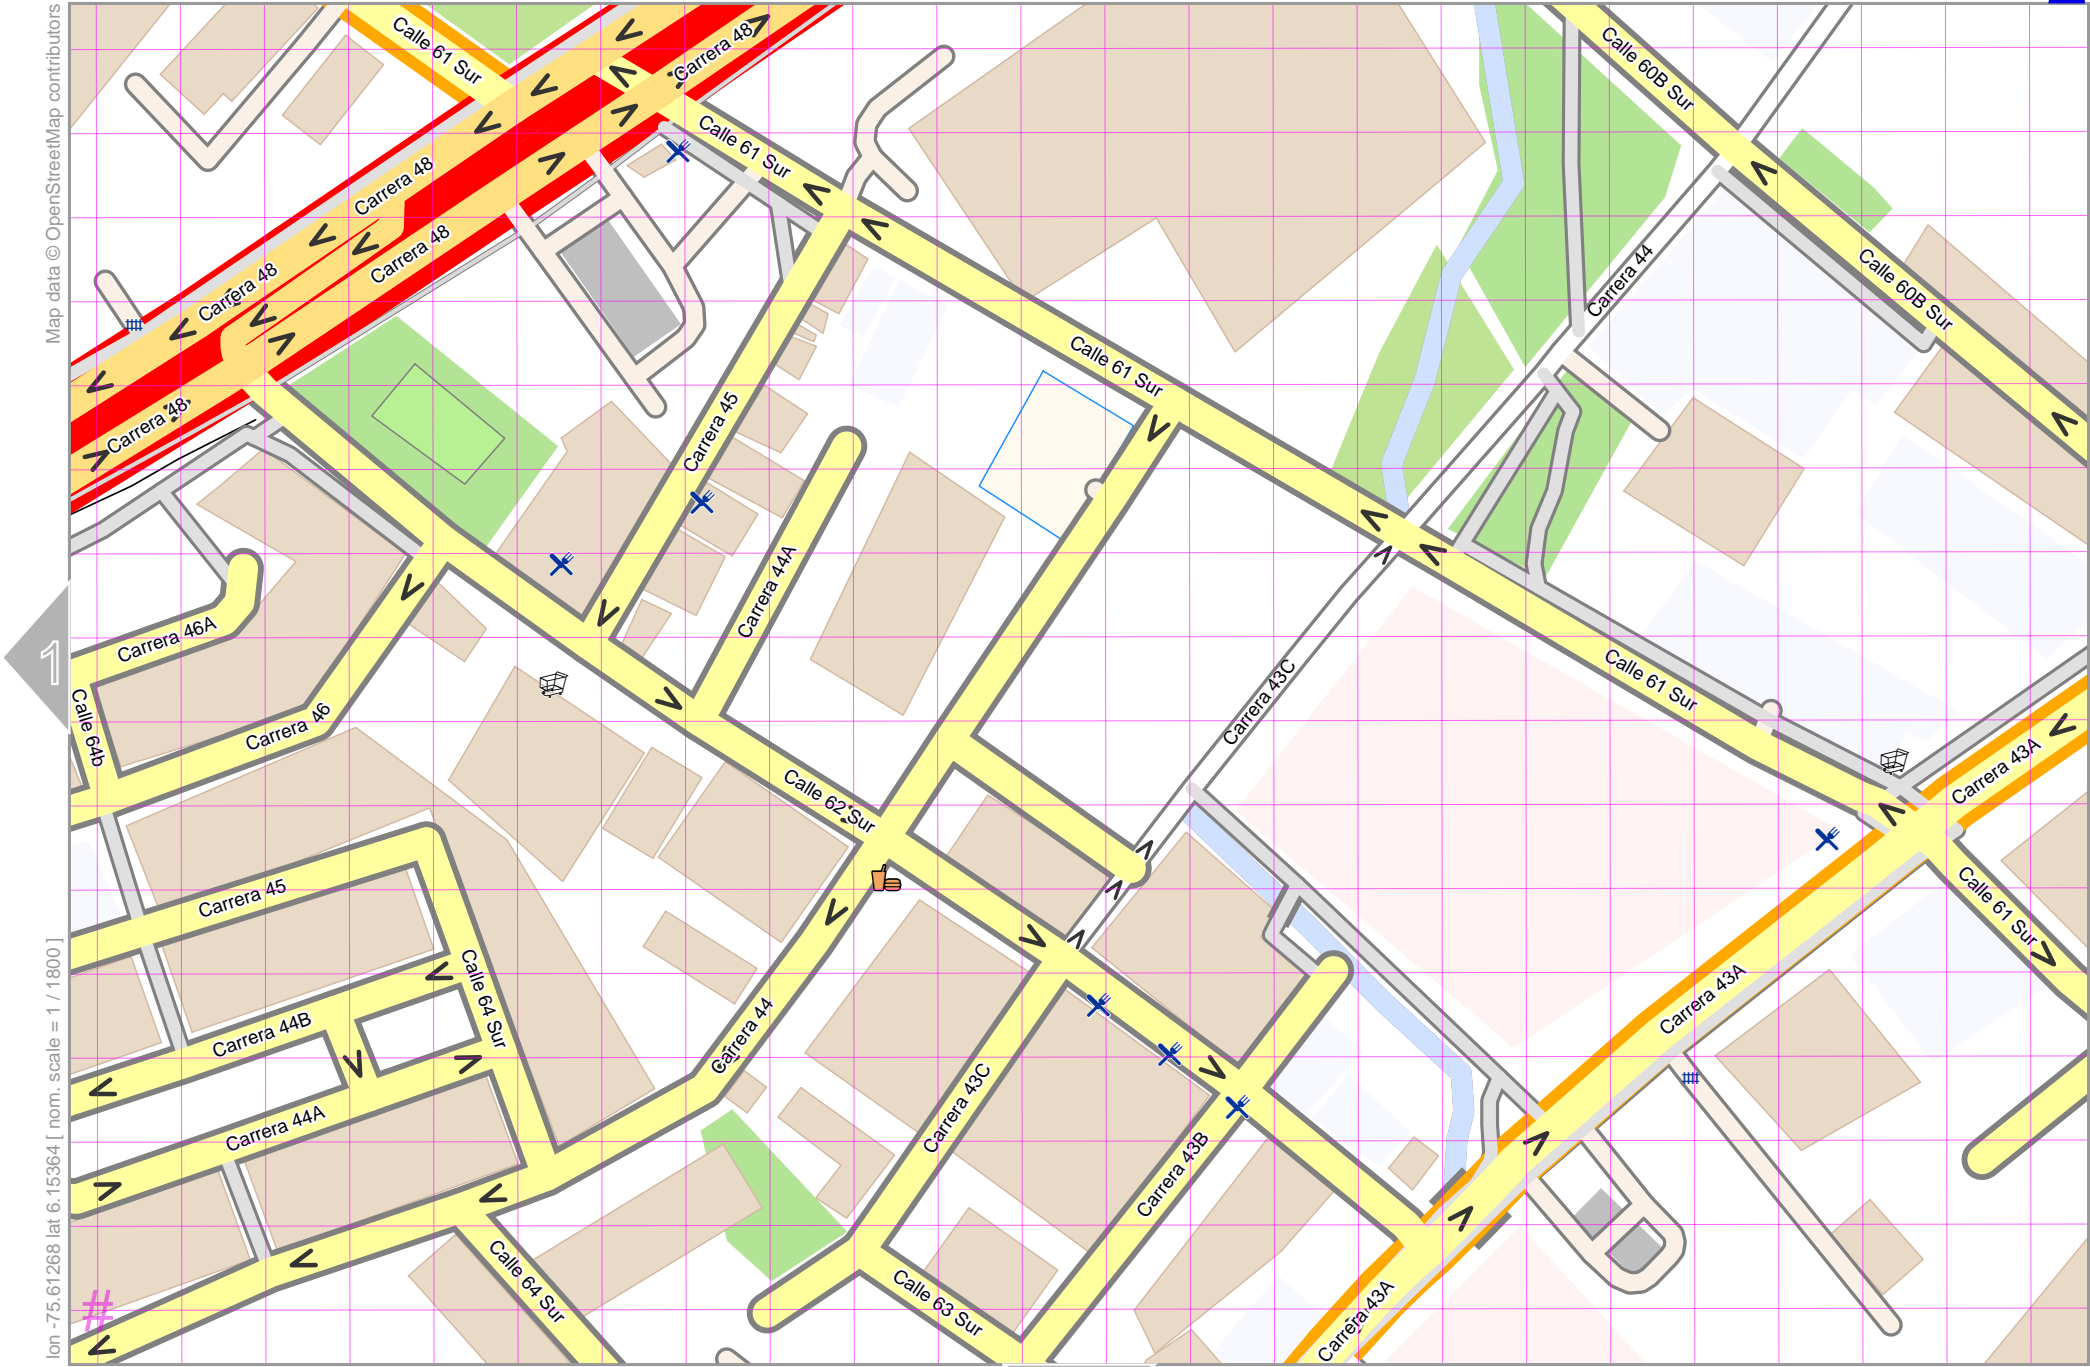 Map data © OpenStreetMap contributors
lon -75.61268 lat 6.15364 [ nom. scale = 1 / 1800 ]
1
#
Calle 61 Sur
Carrera 48
Calle 60B Sur
Calle 61 Sur
Carrera 48
Carrera 48
Carrera 48
Carrera 44
Calle 60B Sur
Calle 61 Sur
Carrera 48
Carrera 45
Carrera 44A
Carrera 46A
Calle 61 Sur
Carrera 43C
Calle 64b
Carrera 46
Carrera 43A
Calle 62 Sur
Carrera 45
Calle 61 Sur
Calle 64 Sur
Carrera 44B
Carrera 43A
Carrera 44
Carrera 44A
Carrera 43C
Carrera 43B
Calle 64 Sur
Calle 63 Sur
Carrera 43A